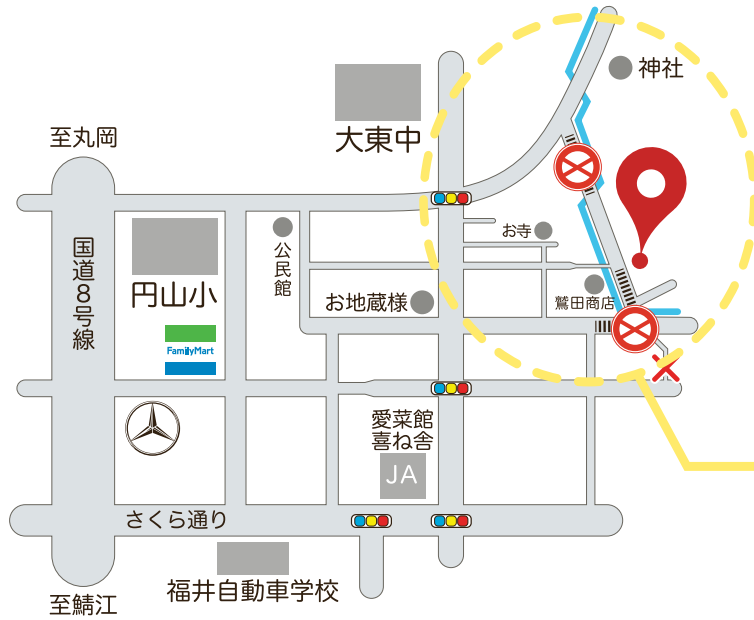 神社
大東中
至丸岡
お寺
公民館
国道8号線
円山小
お地蔵様
鷲田商店
FamilyMart
愛菜館
喜ね舎
JA
さくら通り
福井自動車学校
至鯖江